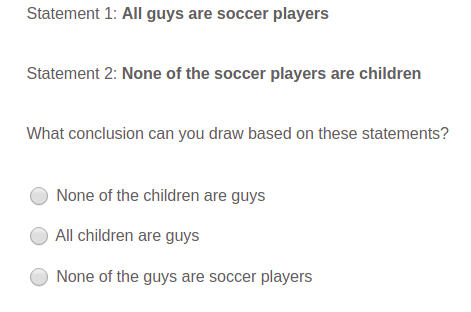 Statement 1: All guys are soccer players
Statement 2: None of the soccer players are children
What conclusion can you draw based on these statements?
None of the children are guys
All children are guys
None of the guys are soccer players